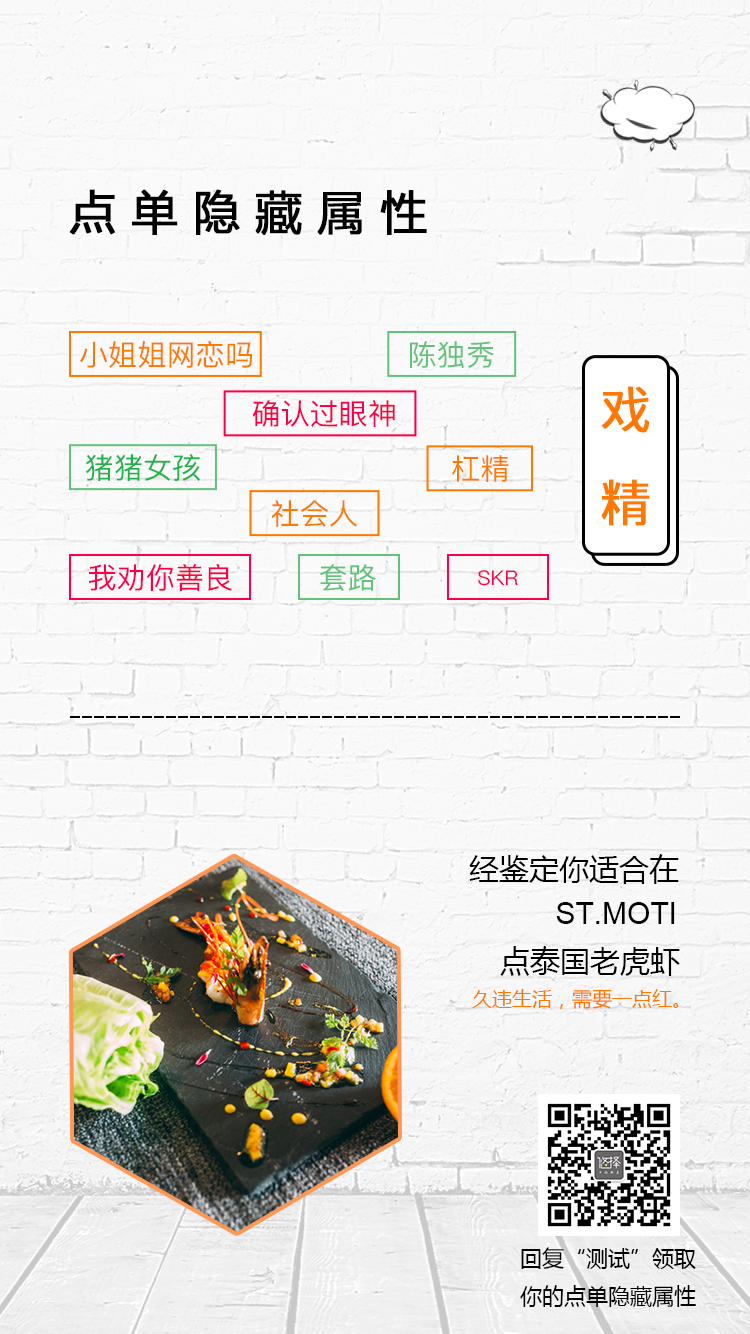 点单隐藏属性
小姐姐网恋吗
陈独秀
确认过眼神
猪猪女孩
杠精
社会人
我劝你善良
套路
SKR
戏精
经鉴定你适合在
ST.MOTI
点泰国老虎虾
久违生活，需要一点红。
回复“测试”领取
你的点单隐藏属性